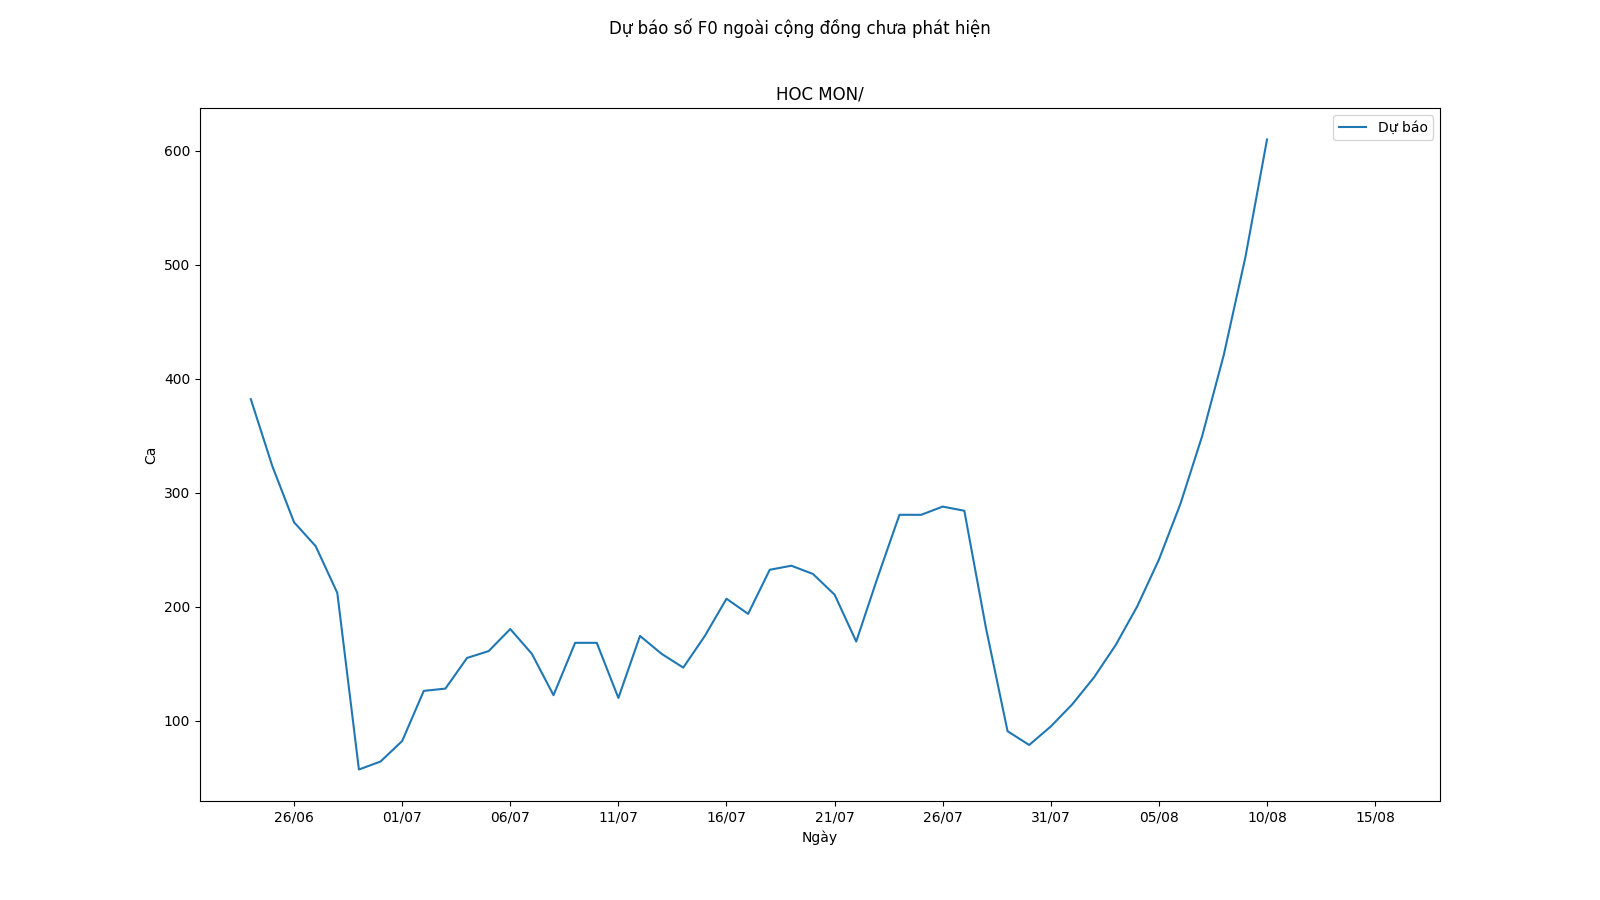 Dự báo số F0 ngoài cộng đồng chưa phát hiện
HOC MON/
Dự báo
600
500
400
300
200
100
Ca
26/06 01/07 06/07 11/07 16/07 21/07 26/07 31/07 05/08 10/08 15/08
Ngày